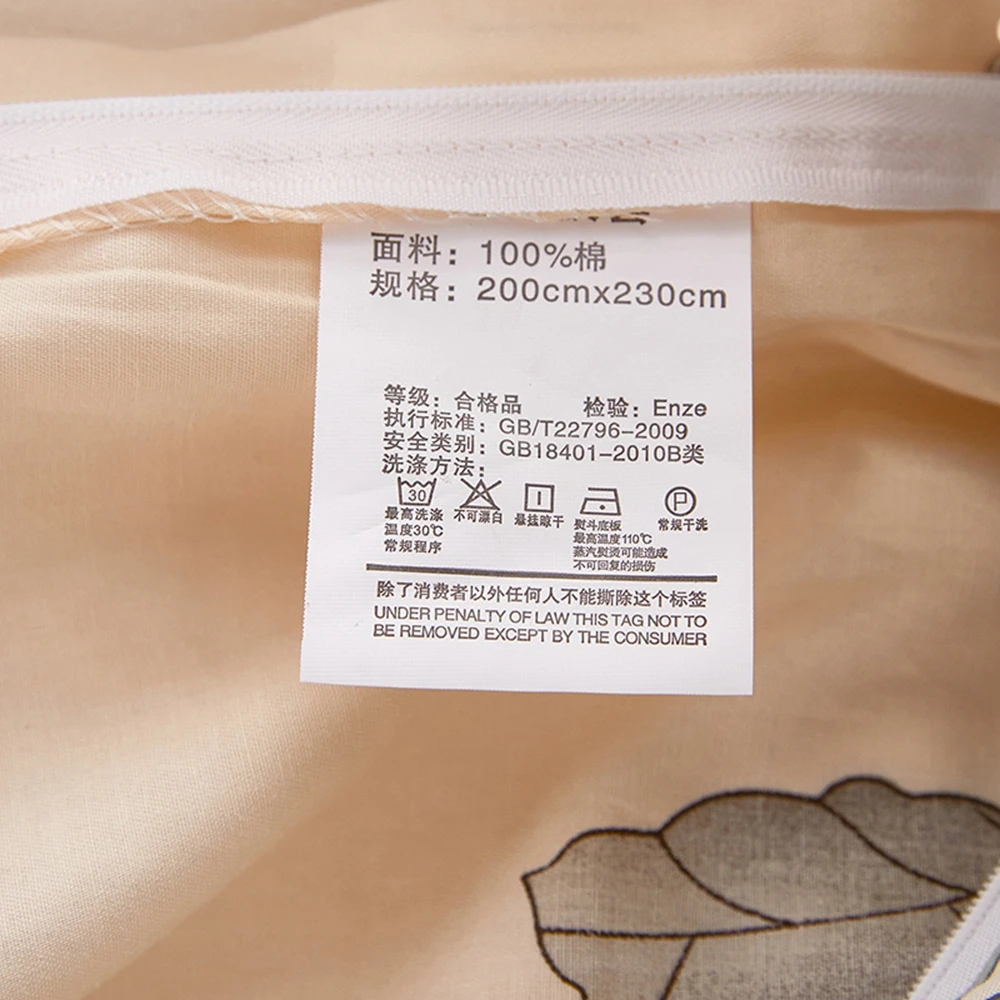 面料：100%棉
规格：200cmx230cm
等级：合格品 检验：Enze
执行标准：GB/T22796-2009
安全类别：GB18401-2010B类
洗涤方法：
30
P
最高洗涤
温度30℃
常规程序
不可漂白
悬挂晾干
熨斗底板
最高温度110℃
蒸汽熨烫可能造成
不可回复的损伤
常规干洗
除了消费者以外任何人不能撕除这个标签
UNDER PENALTY OF LAW THIS TAG NOT TO
BE REMOVED EXCEPT BY THE CONSUMER